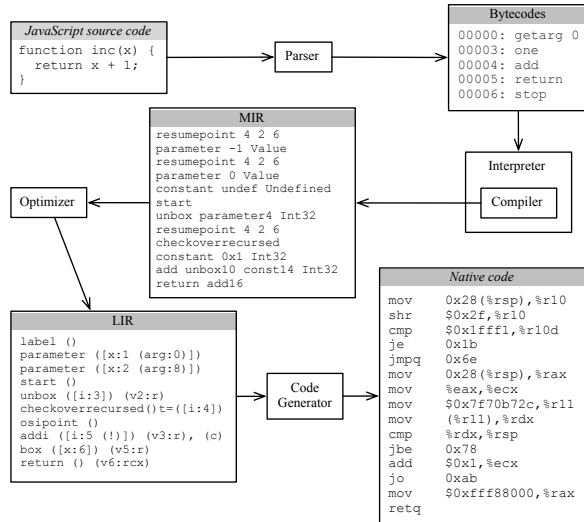 JavaScript source code
function inc(x) {
return x + 1;
}
Parser
Bytecodes
00000: getarg 0
00003: one
00004: add
00005: return
00006: stop
Interpreter
Compiler
MIR
resumepoint 4 2 6
parameter -1 Value
resumepoint 4 2 6
parameter 0 Value
constant undef Undefined
start
unbox parameter4 Int32
resumepoint 4 2 6
checkoverrecursed
constant 0x1 Int32
add unbox10 const14 Int32
return add16
Optimizer
LIR
label ()
parameter ([x:1 (arg:0)])
parameter ([x:2 (arg:8)])
start ()
unbox ([i:3]) (v2:r)
checkoverrecursed()t=([i:4])
osipoint ()
addi ([i:5 (!)]) (v3:r), (c)
box ([x:6]) (v5:r)
return () (v6:rcx)
Code
Generator
Native code
mov 0x28(%rsp),%r10
shr $0x2f,%r10
cmp $0x1fff1,%r10d
je 0x1b
jmpq 0x6e
mov 0x28(%rsp),%rax
mov %eax,%ecx
mov $0x7f70b72c,%r11
mov (%r11),%rdx
cmp %rdx,%rsp
jbe 0x78
add $0x1,%ecx
jo 0xab
mov $0xfff88000,%rax
retq